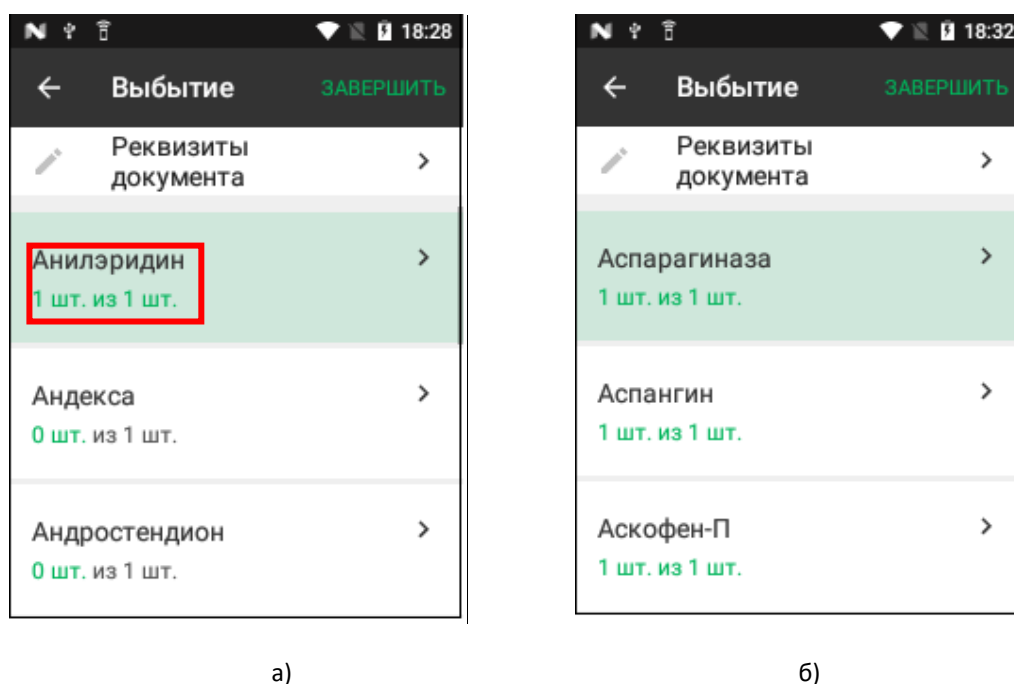 18:28
Выбытие
ЗАВЕРШИТЬ
Реквизиты
документа
Анилэридин
1 шт. из 1 шт.
Андекса
0 шт. из 1 шт.
Андростендион
0 шт. из 1 шт.
а)
18:32
Выбытие
ЗАВЕРШИТЬ
Реквизиты
документа
Аспарагиназа
1 шт. из 1 шт.
Аспангин
1 шт. из 1 шт.
Аскофен-П
1 шт. из 1 шт.
б)